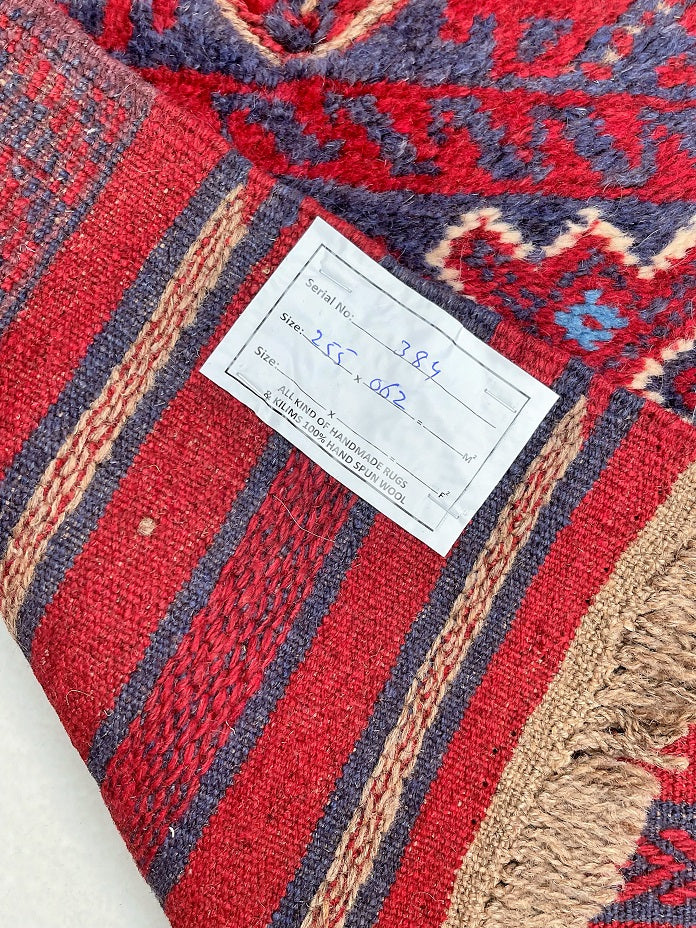 Serial No: 384
Size: 255 x 062 = M²
Size: x = F²
ALL KIND OF HANDMADE RUGS
& KILIMS 100% HAND SPUN WOOL